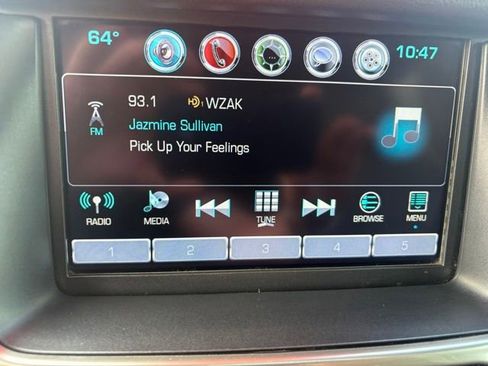 64° 10:47
93.1 HD1 WZAK
FM
Jazmine Sullivan
Pick Up Your Feelings
RADIO MEDIA TUNE BROWSE MENU
1 2 3 4 5